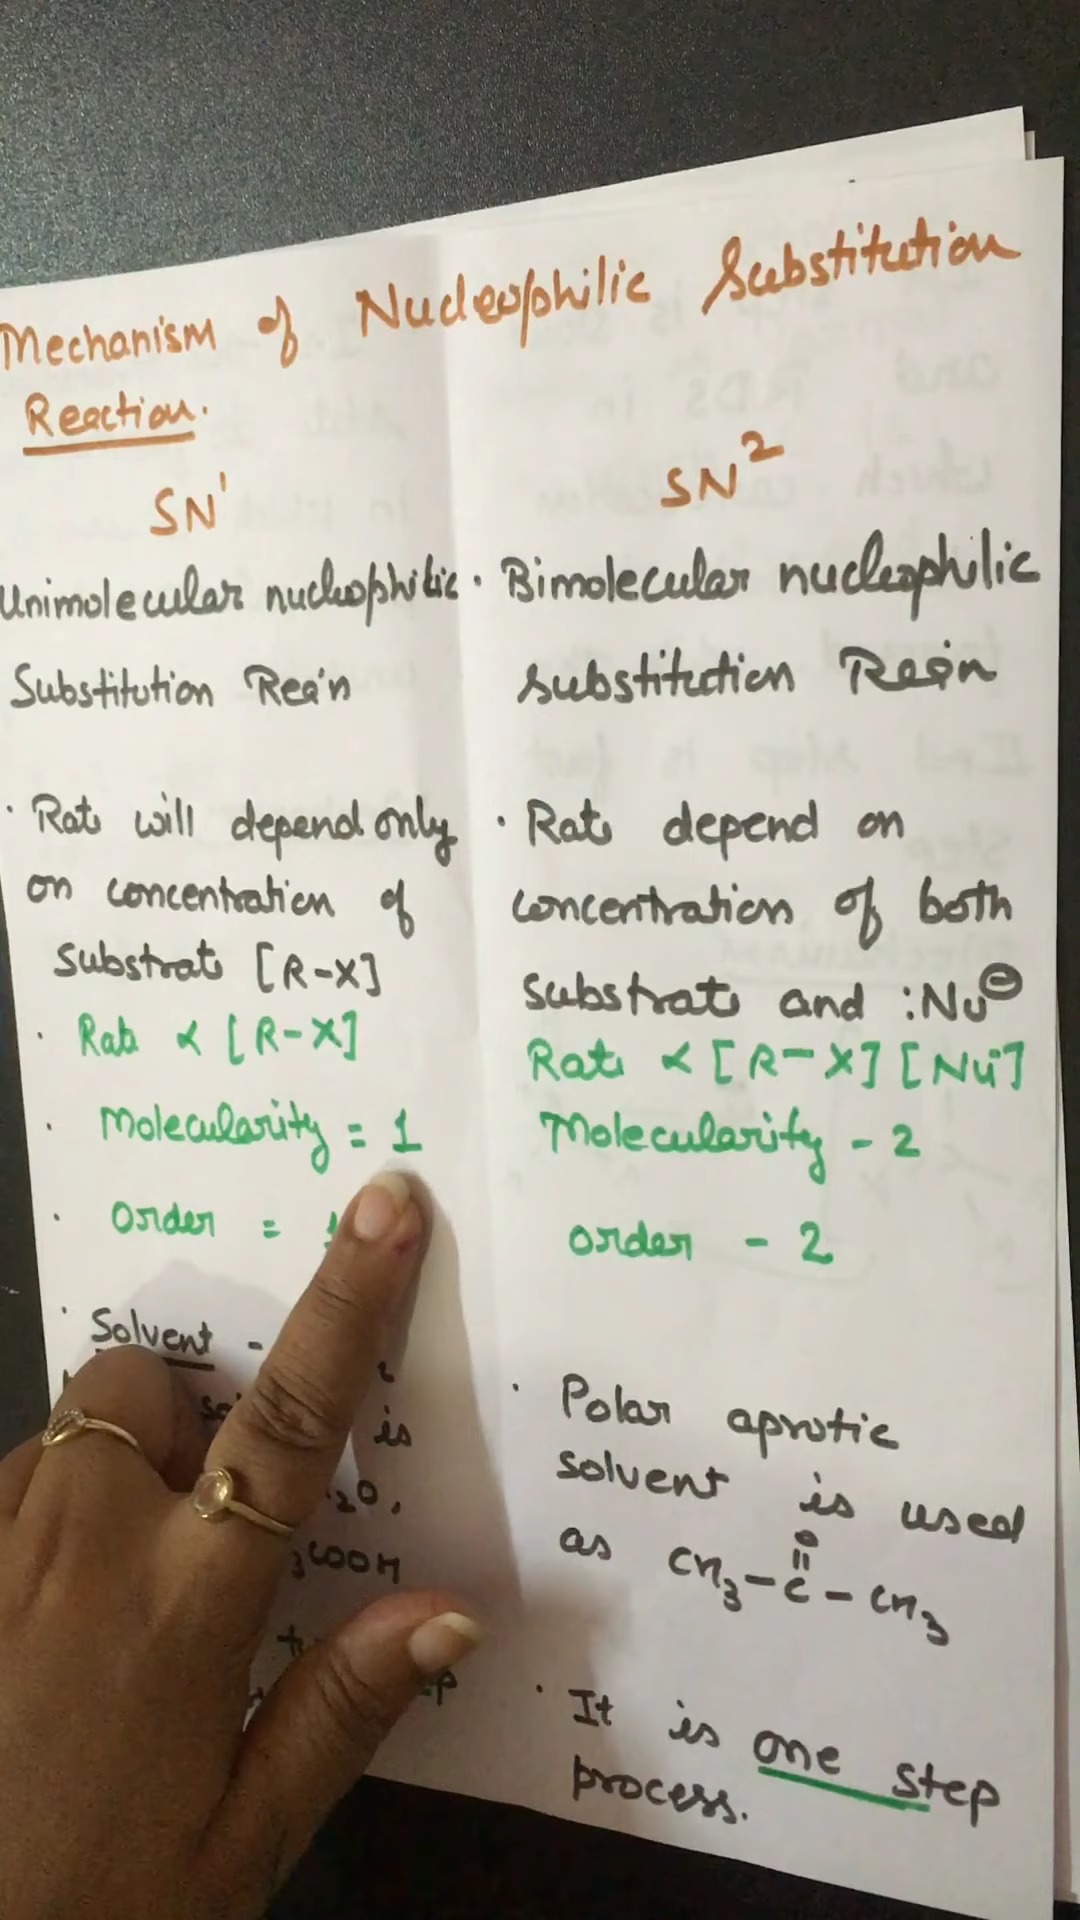 Mechanism of Nucleophilic Substitution
Reaction.
SN¹
Unimolecular nucleophilic
Substitution Rea'n
· Rate will depend only
on concentration of
Substrate [R-X]
· Rate ∝ [R-X]
· Molecularity = 1
· Order =
· Solvent -
is
₂O,
₃COOH
SN²
· Bimolecular nucleophilic
substitution Rea'n
· Rate depend on
concentration of both
Substrate and :Nu⊖
Rate ∝ [R-X] [Nu]
Molecularity - 2
order - 2
· Polar aprotic
solvent is used
as CH₃-C-CH₃
O
· It is one step
process.